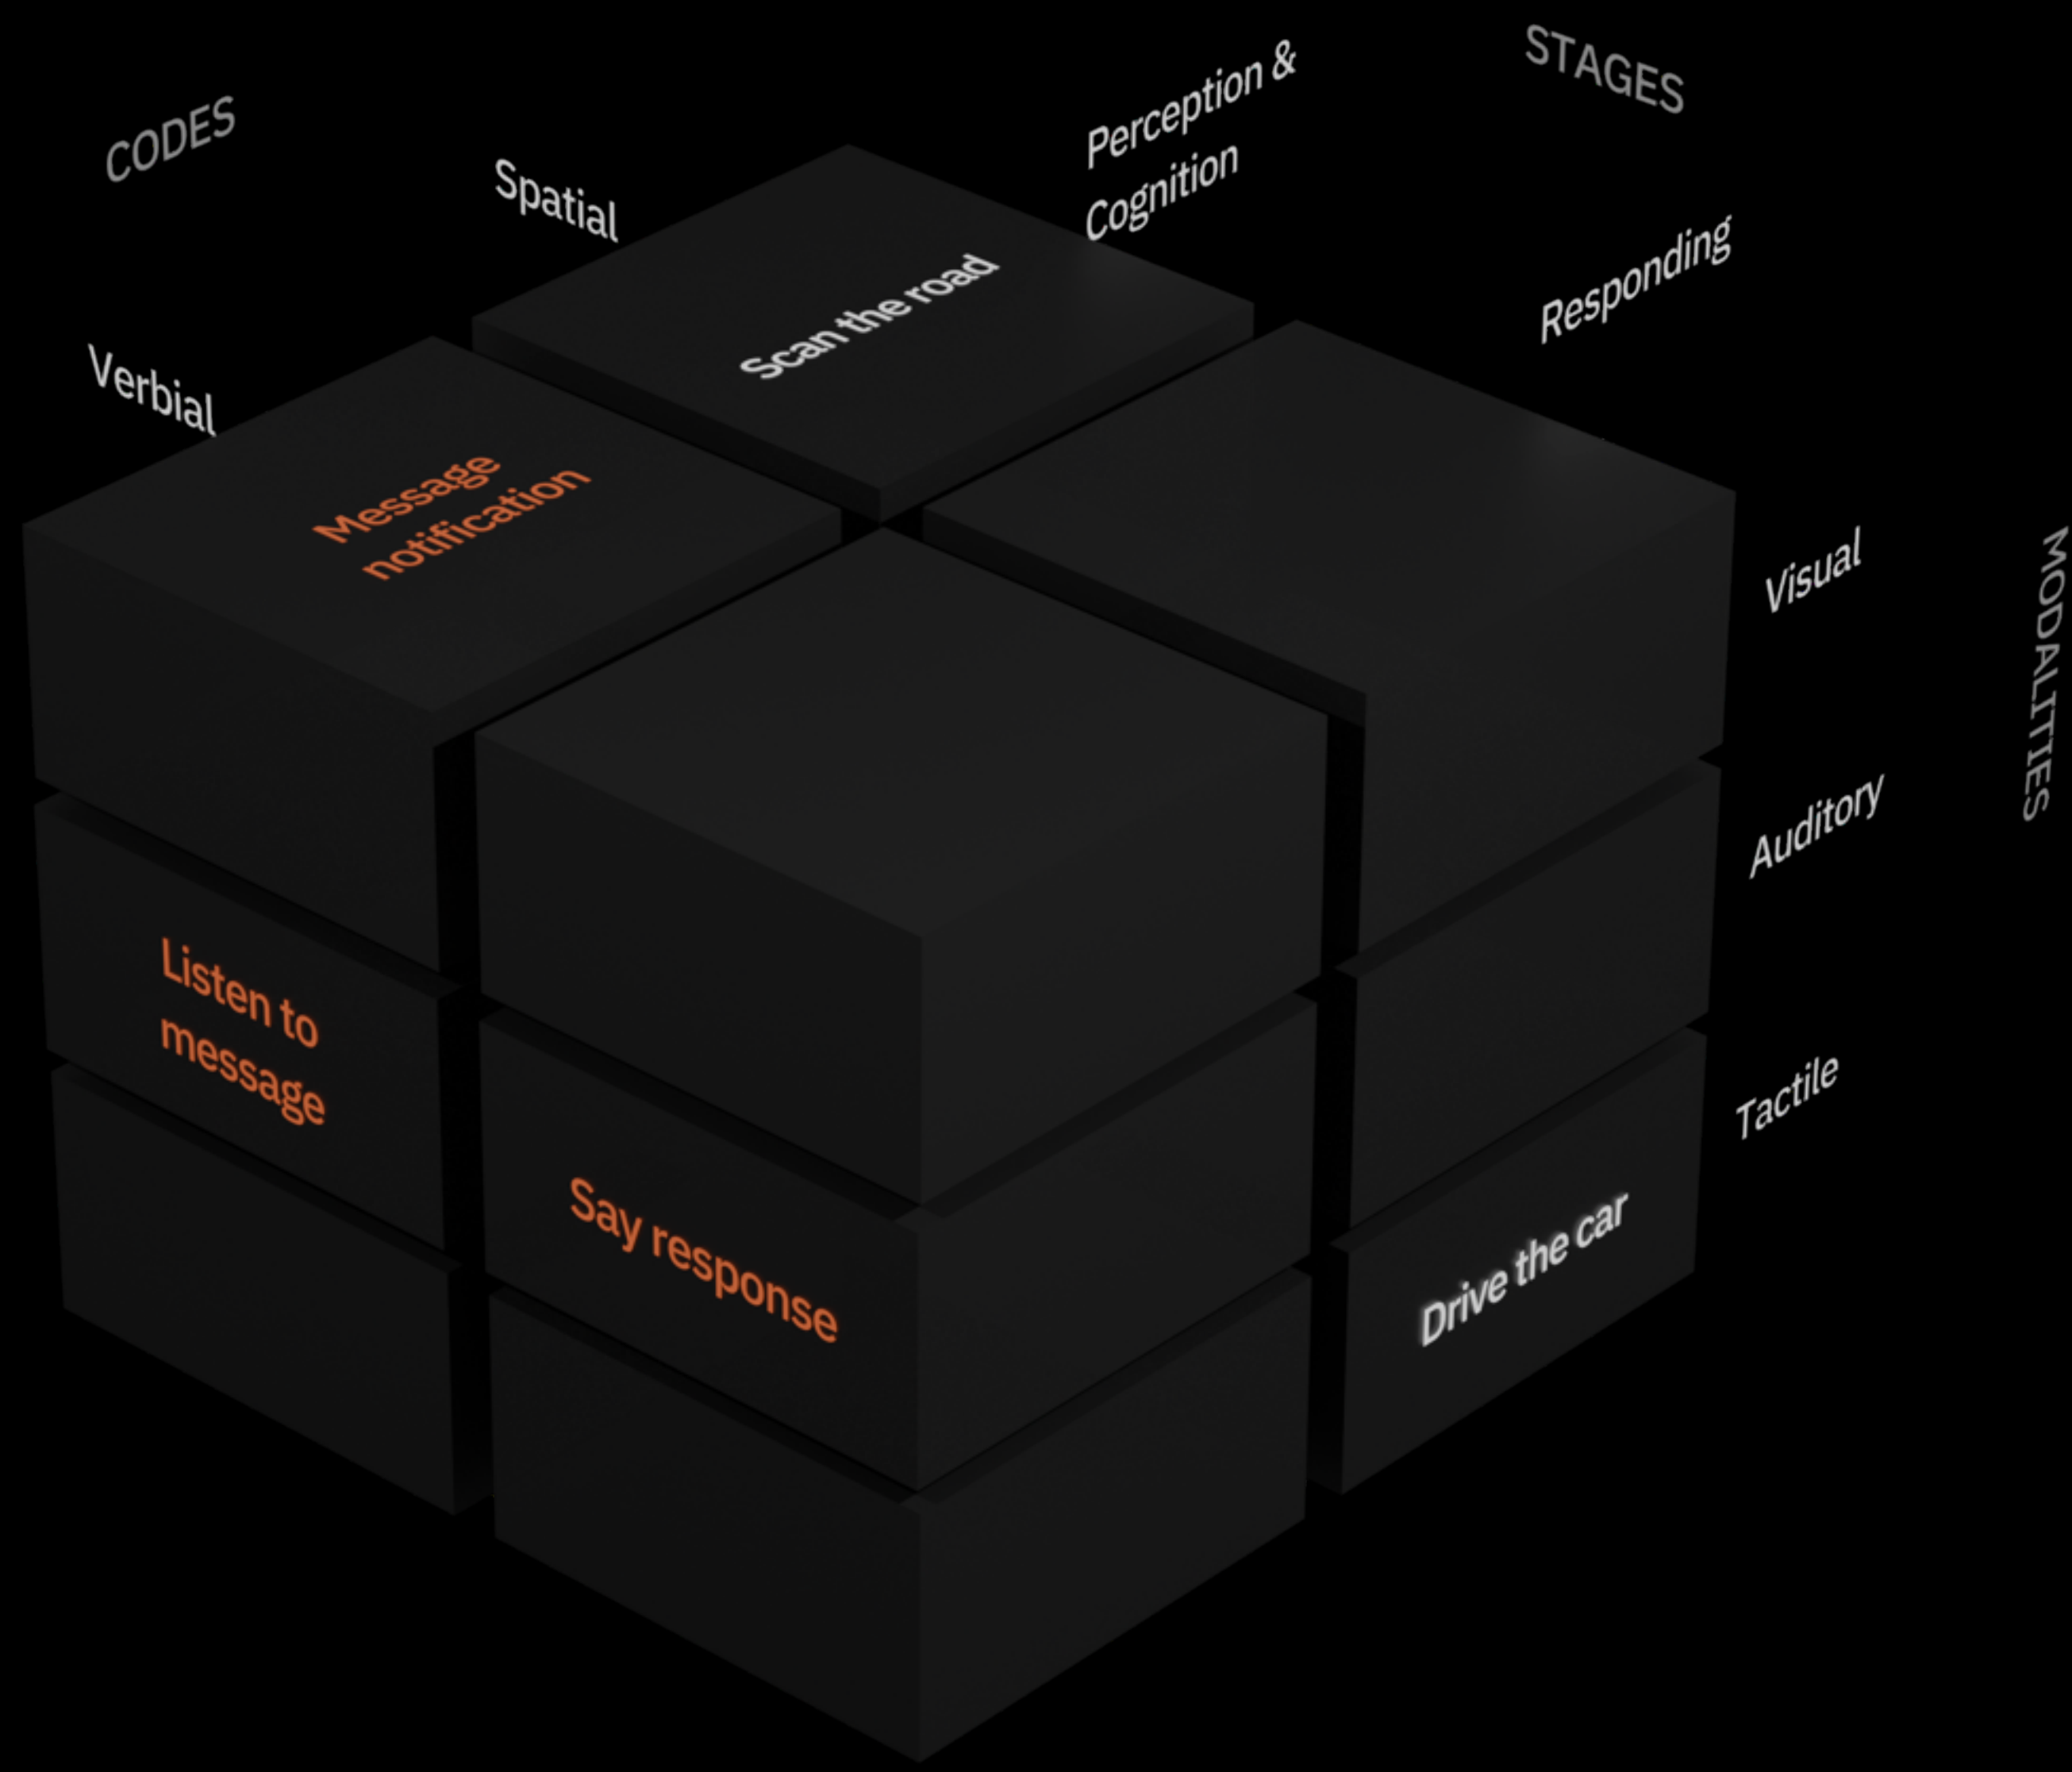 CODES
STAGES
Perception &
Cognition
Spatial
Responding
Scan the road
Verbial
Message
notification
Visual
MODALITIES
Auditory
Listen to
message
Tactile
Say response
Drive the car